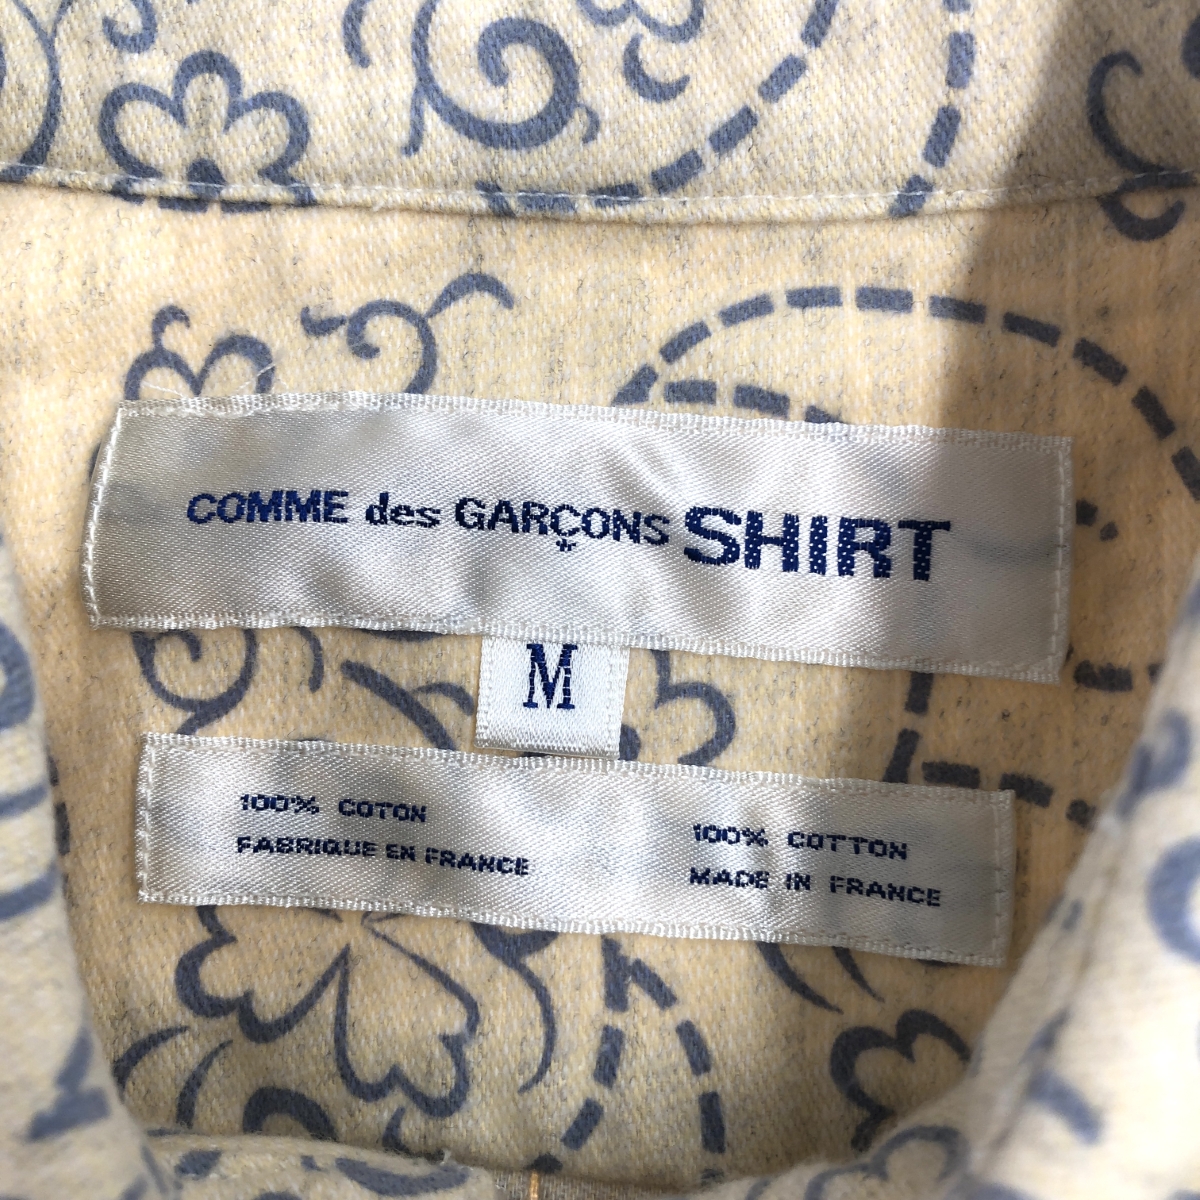 COMME des GARÇONS SHIRT
M
100% COTON
FABRIQUE EN FRANCE
100% COTTON
MADE IN FRANCE